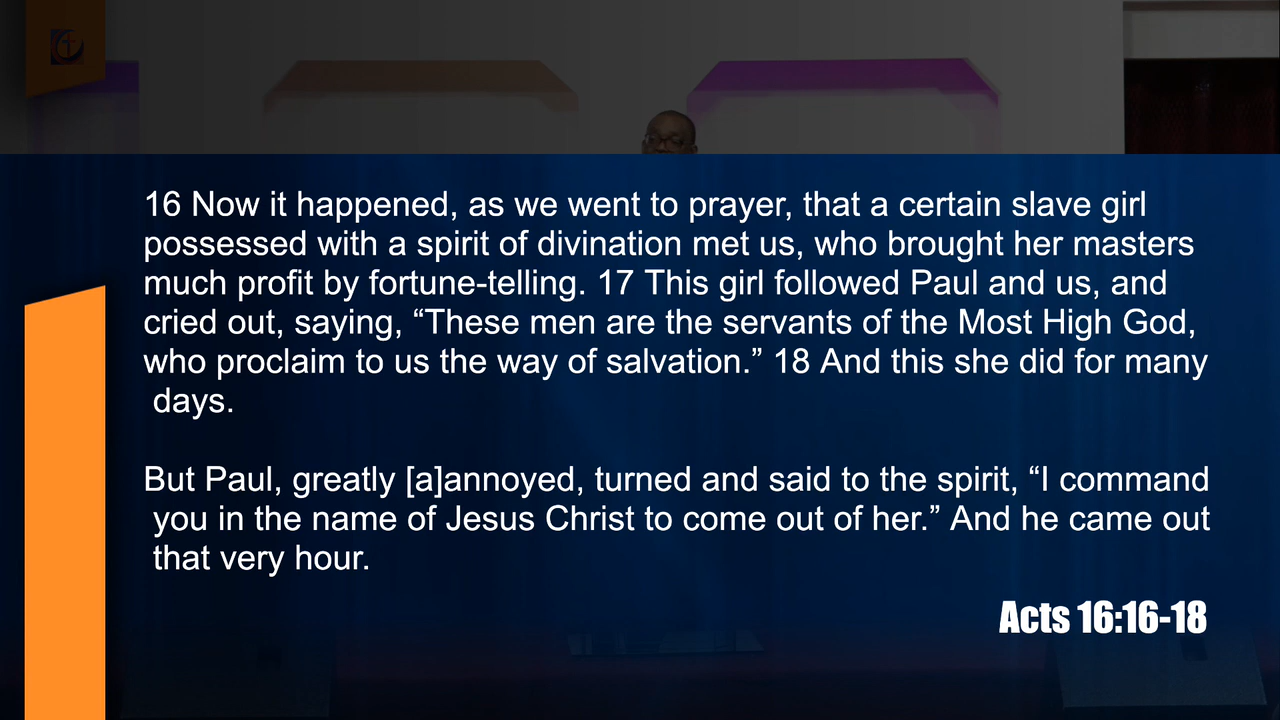 16 Now it happened, as we went to prayer, that a certain slave girl
possessed with a spirit of divination met us, who brought her masters
much profit by fortune-telling. 17 This girl followed Paul and us, and
cried out, saying, “These men are the servants of the Most High God,
who proclaim to us the way of salvation.” 18 And this she did for many
days.
But Paul, greatly [a]annoyed, turned and said to the spirit, “I command
you in the name of Jesus Christ to come out of her.” And he came out
that very hour.
Acts 16:16-18